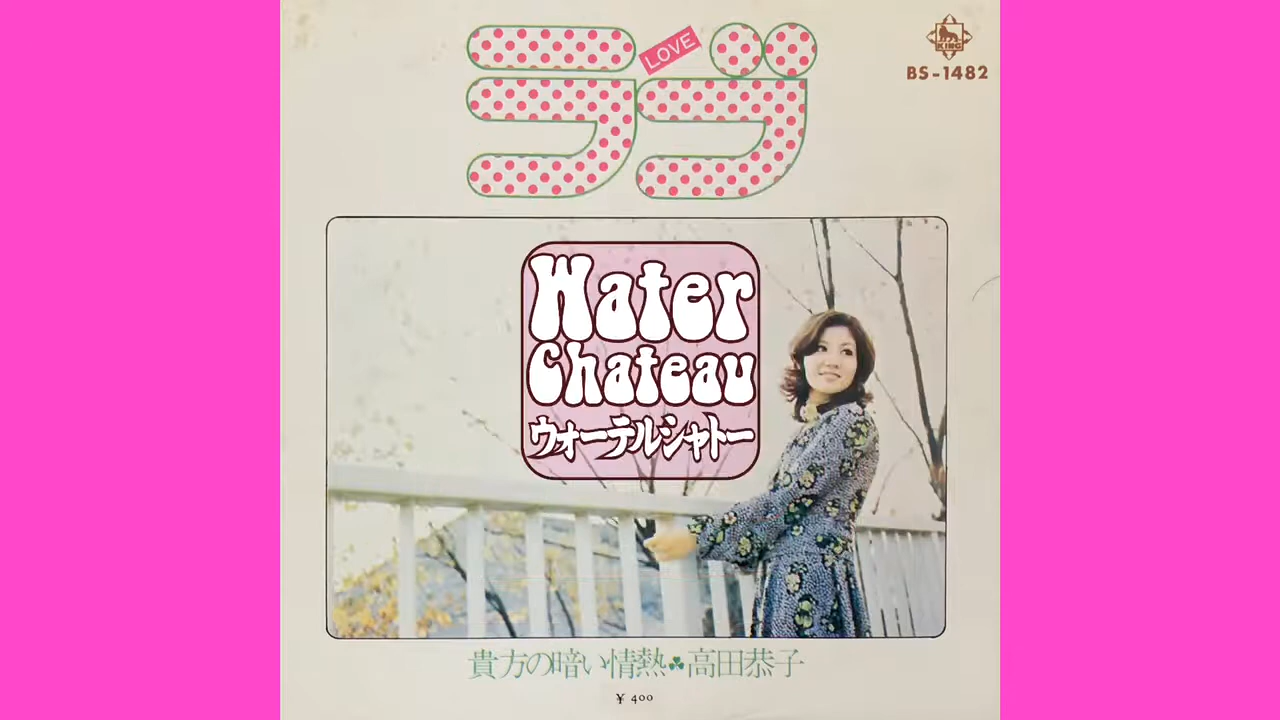 ラブ
LOVE
KING
BS-1482
Water
Chateau
ウォーテルシャトー
貴方の暗い情熱☘高田恭子
¥ 400